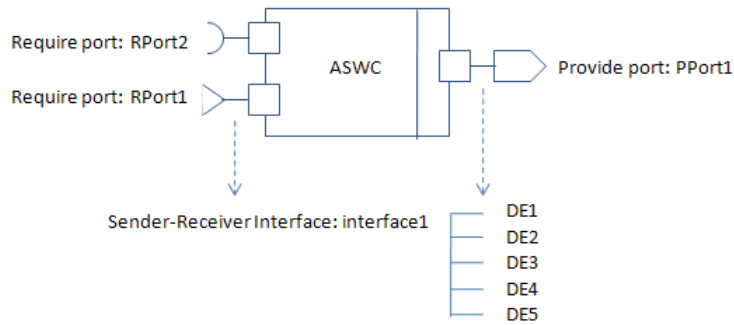 Require port: RPort2
ASWC
Provide port: PPort1
Require port: RPort1
Sender-Receiver Interface: interface1
DE1
DE2
DE3
DE4
DE5